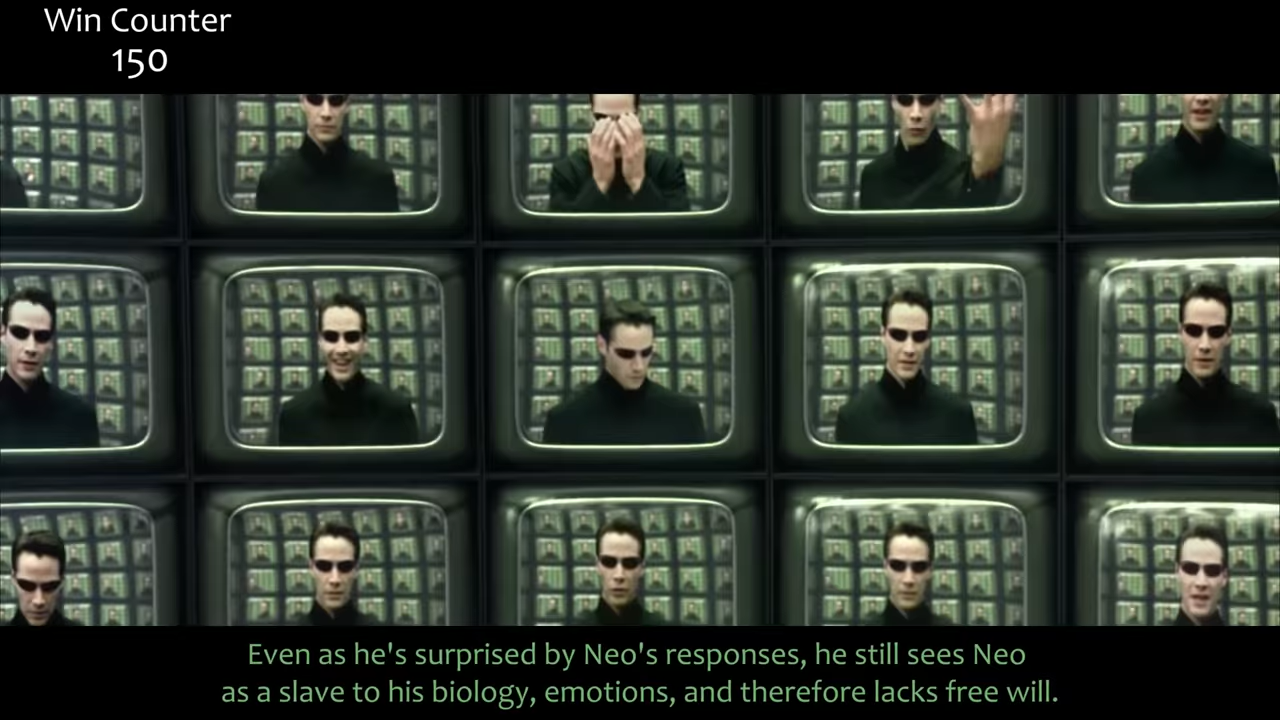 Win Counter
150
Even as he's surprised by Neo's responses, he still sees Neo
as a slave to his biology, emotions, and therefore lacks free will.